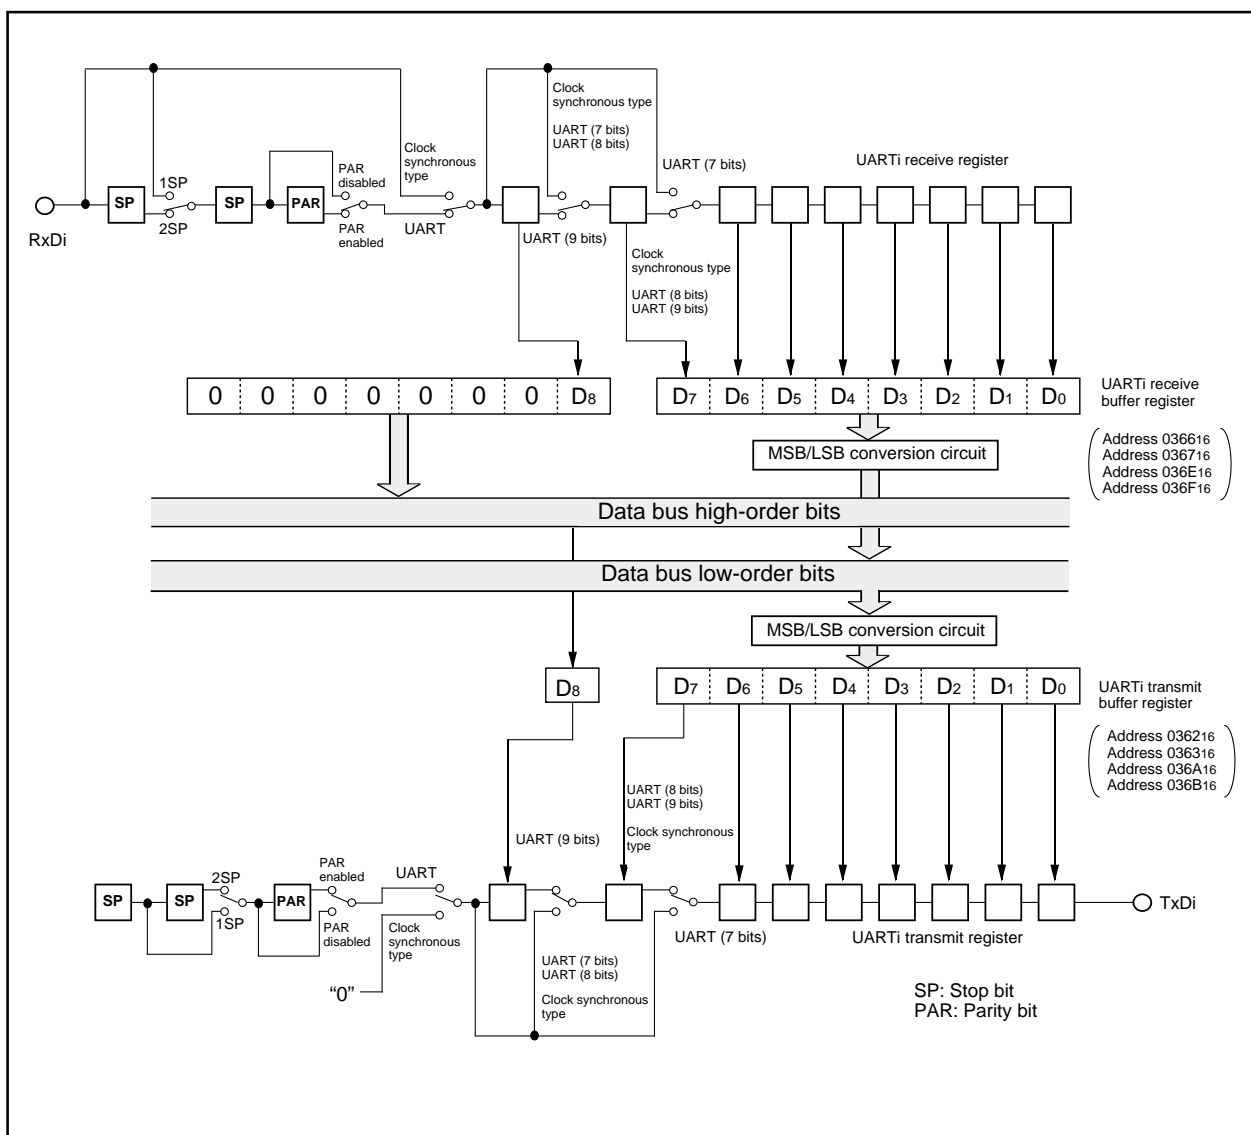 Clock
synchronous type
UART (7 bits)
UART (8 bits)
Clock
synchronous
type
UART (7 bits)
UARTi receive register
PAR
disabled
1SP
SP
SP
PAR
2SP
PAR
enabled
UART
RxDi
UART (9 bits)
Clock
synchronous type
UART (8 bits)
UART (9 bits)
0 0 0 0 0 0 0 D8
D7 D6 D5 D4 D3 D2 D1 D0
UARTi receive
buffer register
MSB/LSB conversion circuit
Address 036616
Address 036716
Address 036E16
Address 036F16
Data bus high-order bits
Data bus low-order bits
MSB/LSB conversion circuit
D8
D7 D6 D5 D4 D3 D2 D1 D0
UARTi transmit
buffer register
Address 036216
Address 036316
Address 036A16
Address 036B16
UART (8 bits)
UART (9 bits)
Clock synchronous
type
UART (9 bits)
PAR
enabled
UART
2SP
SP
SP
PAR
1SP
PAR
disabled
Clock
synchronous
type
TxDi
UART (7 bits)
UARTi transmit register
UART (7 bits)
UART (8 bits)
Clock synchronous
type
“0”
SP: Stop bit
PAR: Parity bit